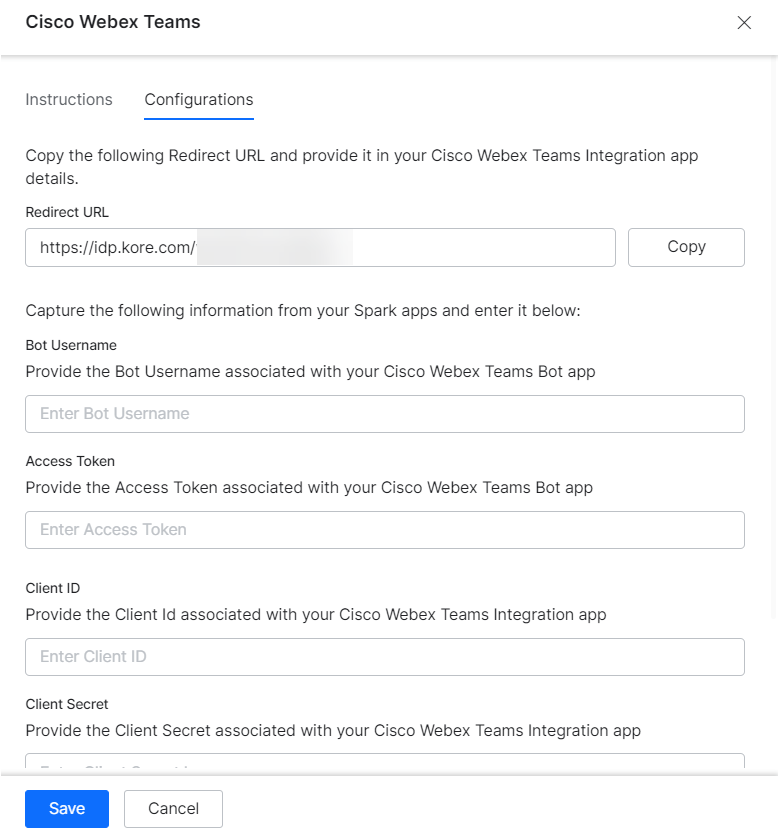 Cisco Webex Teams
Instructions
Configurations
Copy the following Redirect URL and provide it in your Cisco Webex Teams Integration app
details.
Redirect URL
https://idp.kore.com/
Copy
Capture the following information from your Spark apps and enter it below:
Bot Username
Provide the Bot Username associated with your Cisco Webex Teams Bot app
Enter Bot Username
Access Token
Provide the Access Token associated with your Cisco Webex Teams Bot app
Enter Access Token
Client ID
Provide the Client Id associated with your Cisco Webex Teams Integration app
Enter Client ID
Client Secret
Provide the Client Secret associated with your Cisco Webex Teams Integration app
Save
Cancel